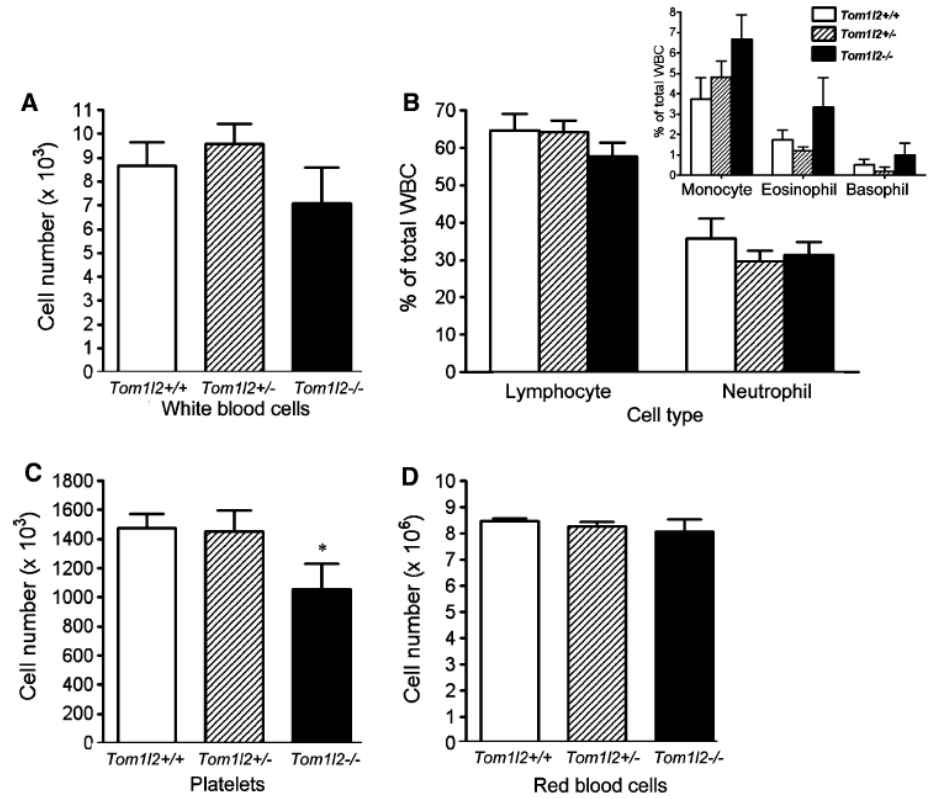 A
Cell number (x 10³)
11
10
9
8
7
6
5
4
3
2
1
0
Tom1l2+/+ Tom1l2+/- Tom1l2-/-
White blood cells
B
% of total WBC
70
60
50
40
30
20
10
0
Lymphocyte Neutrophil
Cell type
% of total WBC
8
7
6
5
4
3
2
1
0
Monocyte Eosinophil Basophil
Tom1l2+/+
Tom1l2+/-
Tom1l2-/-
C
Cell number (x 10³)
1800
1600
1400
1200
1000
800
600
400
200
0
*
Tom1l2+/+ Tom1l2+/- Tom1l2-/-
Platelets
D
Cell number (x 10⁶)
10
9
8
7
6
5
4
3
2
1
0
Tom1l2+/+ Tom1l2+/- Tom1l2-/-
Red blood cells